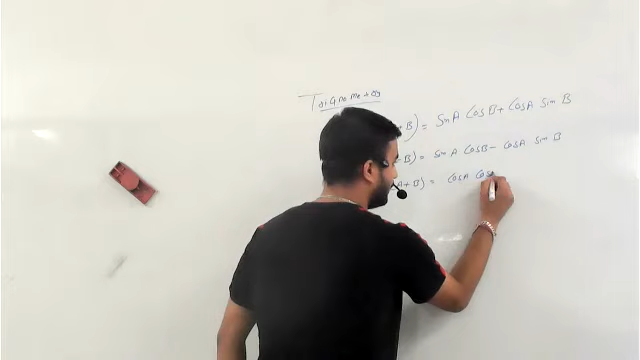 Trigonometry
B) = Sin A Cos B + Cos A Sin B
- B) = Sin A Cos B - Cos A Sin B
(A + B) = Cos A Cos